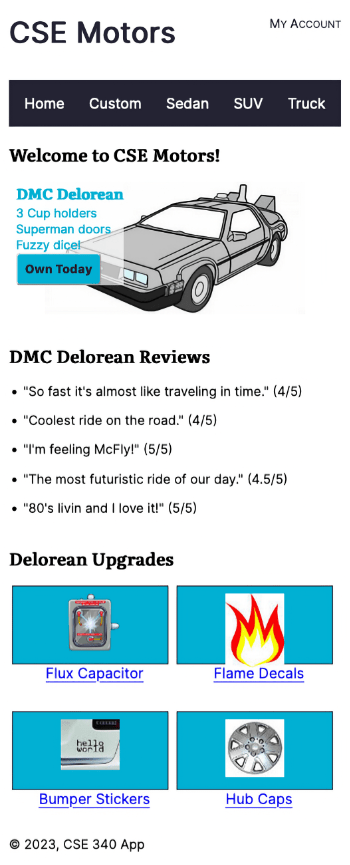 CSE Motors
My Account
Home Custom Sedan SUV Truck
Welcome to CSE Motors!
DMC Delorean
3 Cup holders
Superman doors
Fuzzy dice!
Own Today
DMC Delorean Reviews
• "So fast it's almost like traveling in time." (4/5)
• "Coolest ride on the road." (4/5)
• "I'm feeling McFly!" (5/5)
• "The most futuristic ride of our day." (4.5/5)
• "80's livin and I love it!" (5/5)
Delorean Upgrades
Flux Capacitor
Flame Decals
hello
world
Bumper Stickers
Hub Caps
© 2023, CSE 340 App